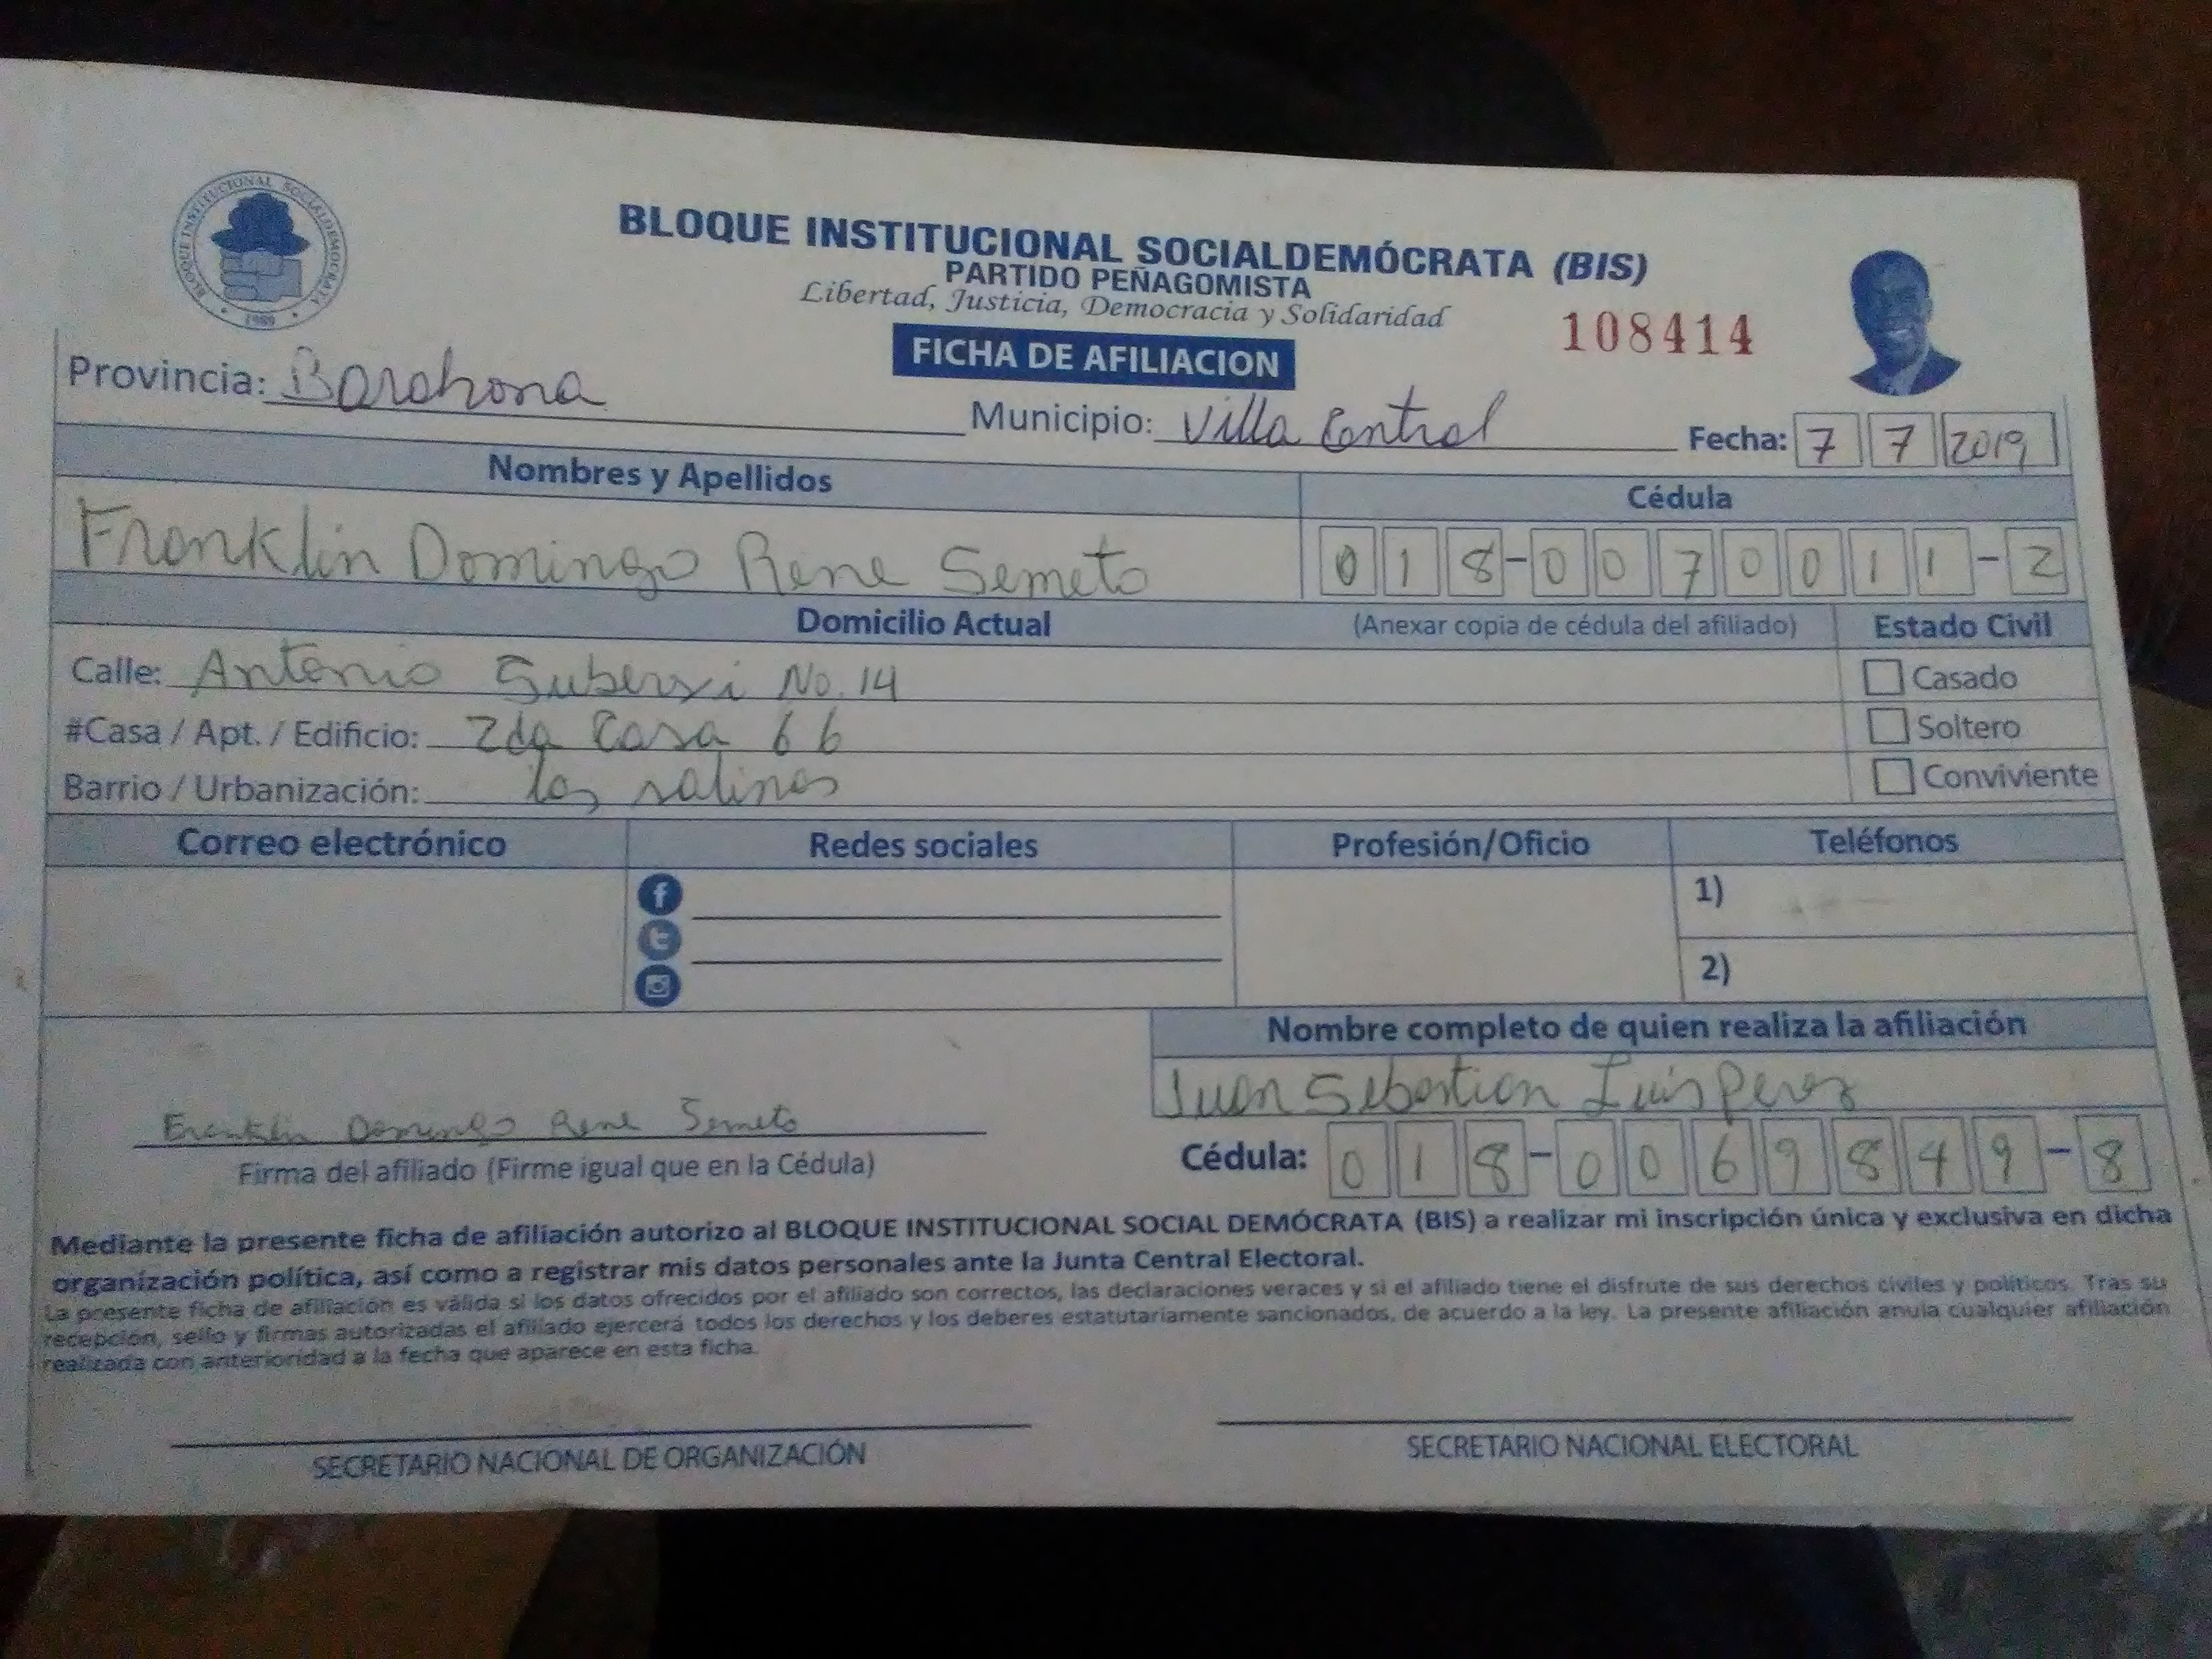 BLOQUE INSTITUCIONAL SOCIALDEMOCRATA
1989
BLOQUE INSTITUCIONAL SOCIALDEMÓCRATA (BIS)
PARTIDO PEÑAGOMISTA
Libertad, Justicia, Democracia y Solidaridad
FICHA DE AFILIACION
108414
Provincia: Barahona Municipio: Villa Central Fecha: 7 7 2019
Nombres y Apellidos Cédula
Franklin Domingo Rene Semeto 018-0070011-2
Domicilio Actual (Anexar copia de cédula del afiliado) Estado Civil
Calle: Antonio No. 14 Casado
#Casa / Apt. / Edificio: 2da Casa 66 Soltero
Barrio / Urbanización: las salinas Conviviente
Correo electrónico Redes sociales Profesión/Oficio Teléfonos
1)
2)
Nombre completo de quien realiza la afiliación
Juan Sebastian Luis Perez
Franklin Domingo Rene Semeto
Firma del afiliado (Firme igual que en la Cédula) Cédula: 018-0069849-8
Mediante la presente ficha de afiliación autorizo al BLOQUE INSTITUCIONAL SOCIAL DEMÓCRATA (BIS) a realizar mi inscripción única y exclusiva en dicha
organización política, así como a registrar mis datos personales ante la Junta Central Electoral.
La presente ficha de afiliación es válida si los datos ofrecidos por el afiliado son correctos, las declaraciones veraces y si el afiliado tiene el disfrute de sus derechos civiles y políticos. Tras su
recepción, sello y firmas autorizadas el afiliado ejercerá todos los derechos y los deberes estatutariamente sancionados, de acuerdo a la ley. La presente afiliación anula cualquier afiliación
realizada con anterioridad a la fecha que aparece en esta ficha.
SECRETARIO NACIONAL DE ORGANIZACIÓN SECRETARIO NACIONAL ELECTORAL